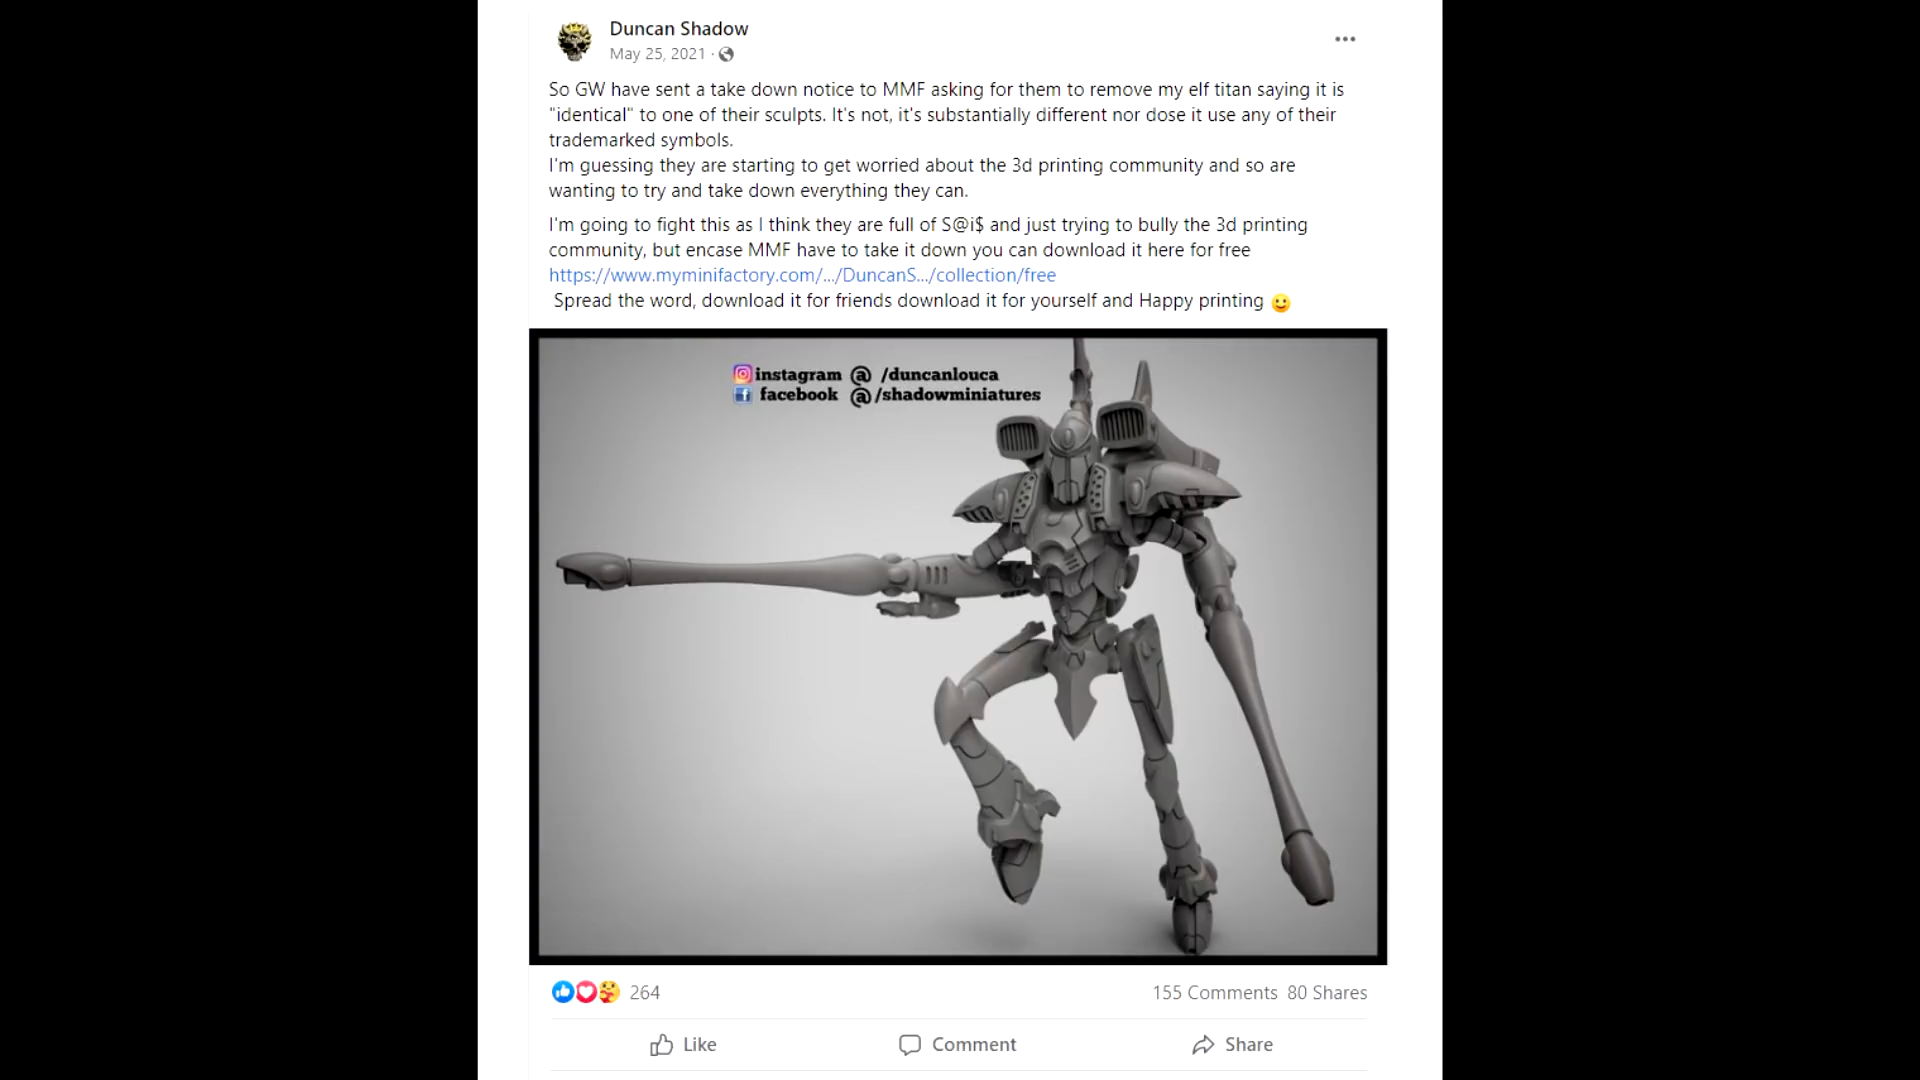 Duncan Shadow
May 25, 2021 ·
So GW have sent a take down notice to MMF asking for them to remove my elf titan saying it is
"identical" to one of their sculpts. It's not, it's substantially different nor dose it use any of their
trademarked symbols.
I'm guessing they are starting to get worried about the 3d printing community and so are
wanting to try and take down everything they can.
I'm going to fight this as I think they are full of S@i$ and just trying to bully the 3d printing
community, but encase MMF have to take it down you can download it here for free
https://www.myminifactory.com/.../DuncanS.../collection/free
Spread the word, download it for friends download it for yourself and Happy printing 🙂
instagram @ /duncanlouca
facebook @/shadowminiatures
264
155 Comments 80 Shares
Like Comment Share